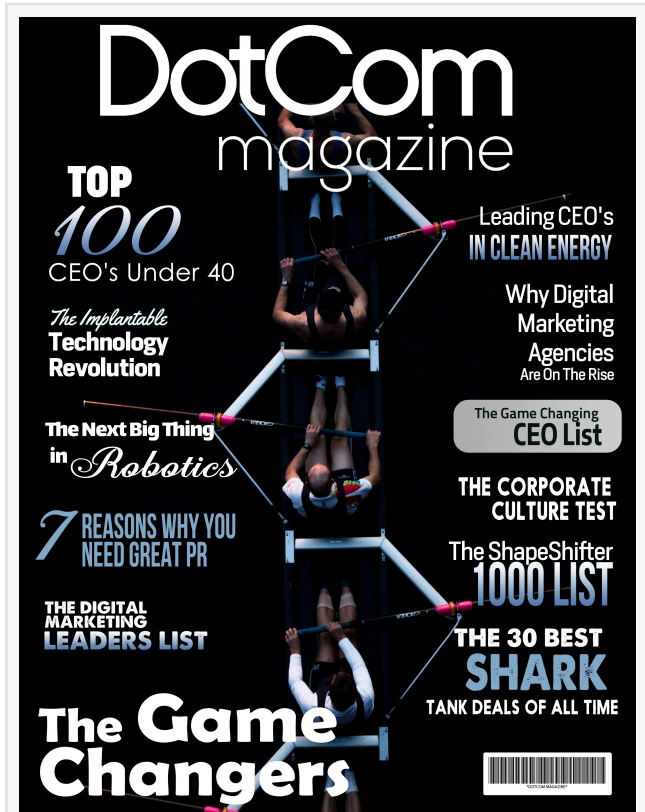 DotCom
magazine
TOP
100
CEO's Under 40
The Implantable
Technology
Revolution
The Next Big Thing
in Robotics
7 REASONS WHY YOU
NEED GREAT PR
THE DIGITAL
MARKETING
LEADERS LIST
The Game
Changers
Leading CEO's
IN CLEAN ENERGY
Why Digital
Marketing
Agencies
Are On The Rise
The Game Changing
CEO List
THE CORPORATE
CULTURE TEST
The ShapeShifter
1000 LIST
THE 30 BEST
SHARK
TANK DEALS OF ALL TIME
"DOTCOM MAGAZINE"